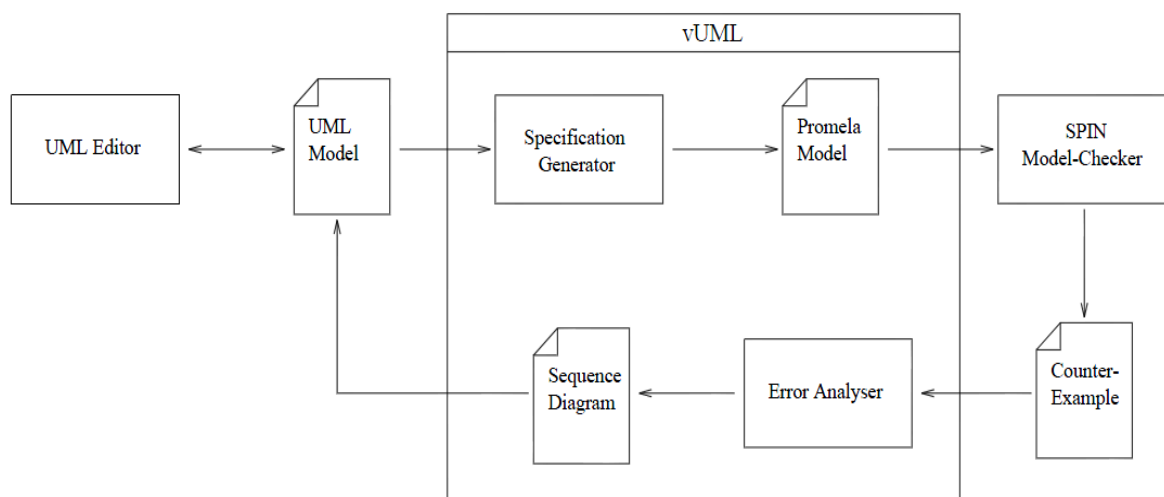 vUML
UML Editor
UML
Model
Specification
Generator
Promela
Model
SPIN
Model-Checker
Sequence
Diagram
Error Analyser
Counter-
Example